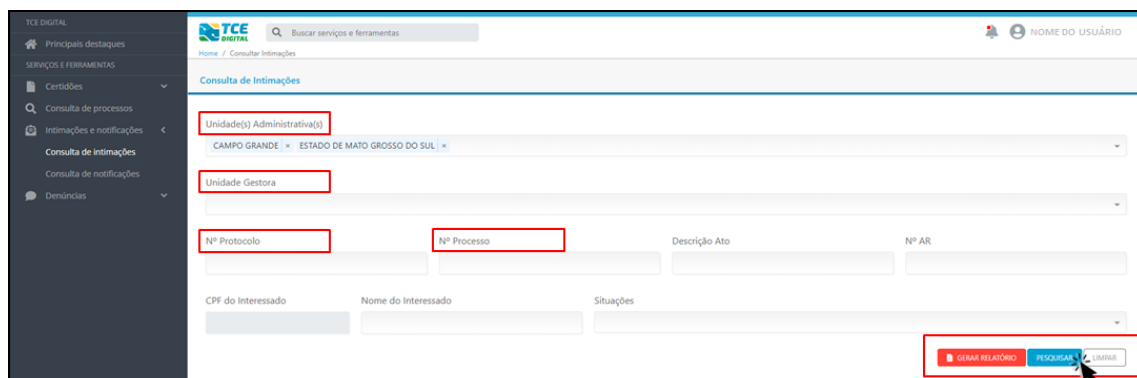 TCE DIGITAL
Principais destaques
SERVIÇOS E FERRAMENTAS
Certidões
Consulta de processos
Intimações e notificações
Consulta de intimações
Consulta de notificações
Denúncias
TCE
DIGITAL
Buscar serviços e ferramentas
NOME DO USUÁRIO
Home / Consultar Intimações
Consulta de Intimações
Unidade(s) Administrativa(s)
CAMPO GRANDE × ESTADO DE MATO GROSSO DO SUL ×
Unidade Gestora
Nº Protocolo Nº Processo Descrição Ato Nº AR
CPF do Interessado Nome do Interessado Situações
GERAR RELATÓRIO PESQUISAR LIMPAR